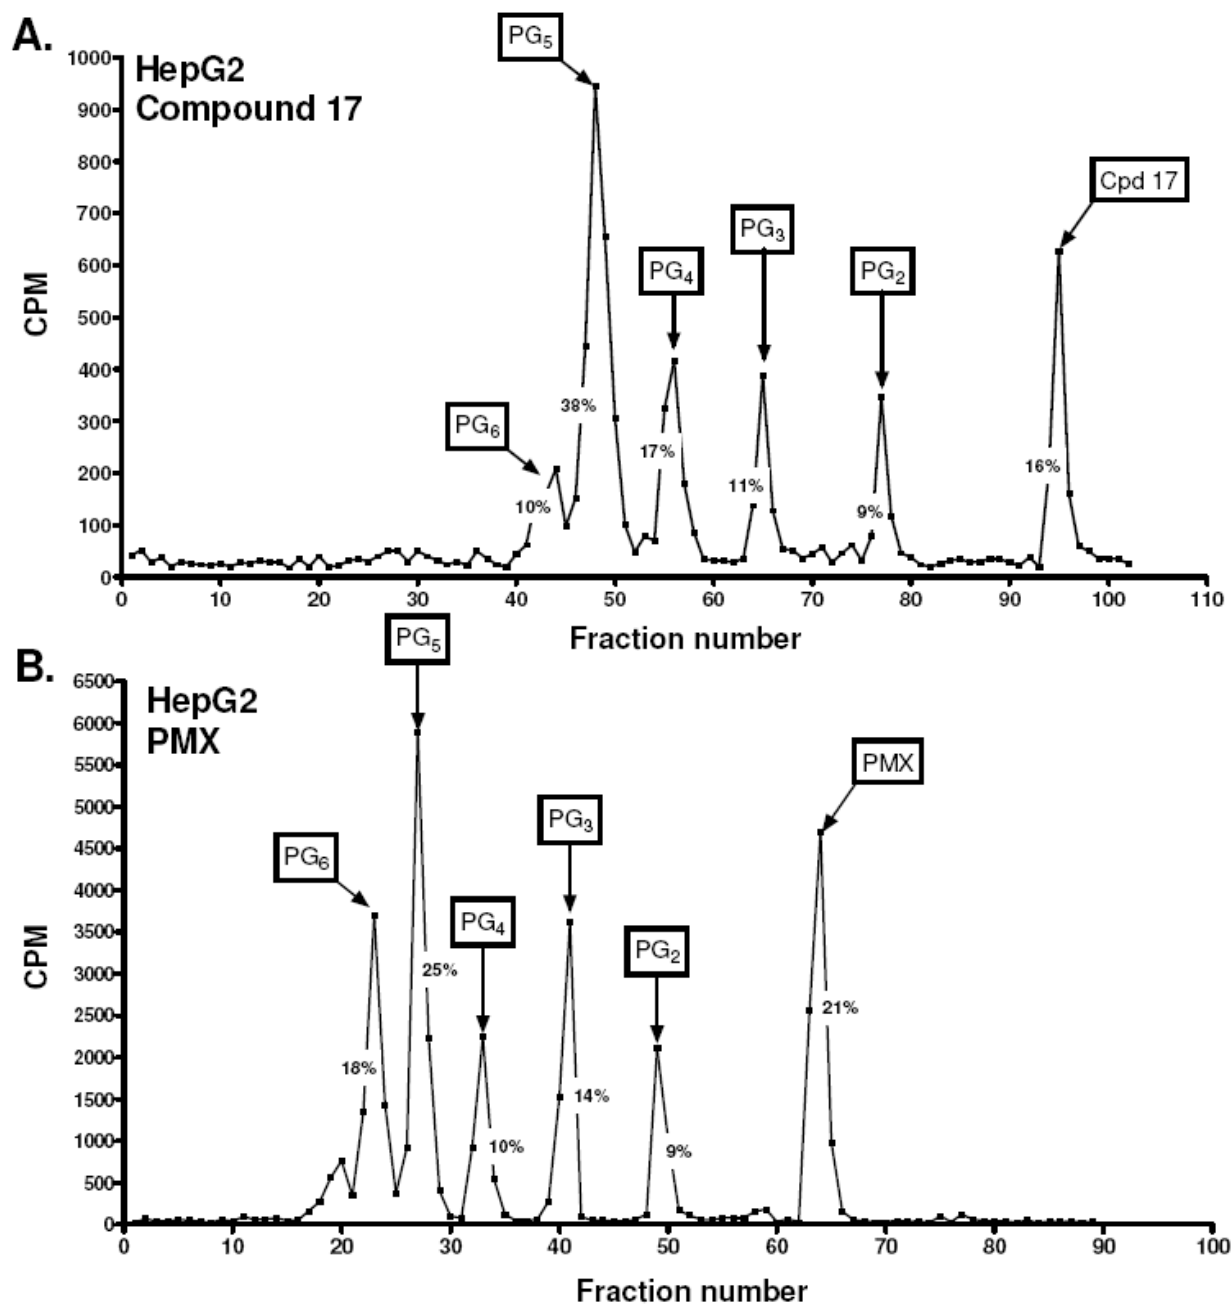 A.
HepG2
Compound 17
PG5
Cpd 17
PG3
PG4
PG2
PG6
38%
17%
11%
16%
10%
9%
CPM
1000
900
800
700
600
500
400
300
200
100
0
0 10 20 30 40 50 60 70 80 90 100 110
Fraction number
B.
HepG2
PMX
PG5
PMX
PG3
PG6
PG4
PG2
25%
21%
18%
14%
10%
9%
CPM
6500
6000
5500
5000
4500
4000
3500
3000
2500
2000
1500
1000
500
0
0 10 20 30 40 50 60 70 80 90 100
Fraction number